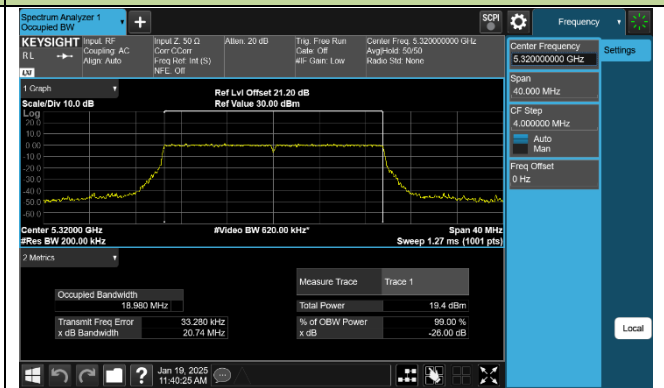 Spectrum Analyzer 1
Occupied BW
+
SCPI
Frequency
KEYSIGHT
RL
LXI
Input: RF
Coupling: AC
Align: Auto
Input Z: 50 Ω
Corr CCorr
Freq Ref: Int (S)
NFE: Off
Atten: 20 dB
Trig: Free Run
Gate: Off
#IF Gain: Low
Center Freq: 5.320000000 GHz
Avg|Hold: 50/50
Radio Std: None
Center Frequency
5.320000000 GHz
Settings
Span
40.000 MHz
CF Step
4.000000 MHz
Auto
Man
Freq Offset
0 Hz
Local
1 Graph
Scale/Div 10.0 dB
Ref Lvl Offset 21.20 dB
Ref Value 30.00 dBm
Log
20.0
10.0
0.00
-10.0
-20.0
-30.0
-40.0
-50.0
-60.0
Center 5.32000 GHz
#Video BW 620.00 kHz*
Span 40 MHz
#Res BW 200.00 kHz
Sweep 1.27 ms (1001 pts)
2 Metrics
Measure Trace
Trace 1
Occupied Bandwidth
18.980 MHz
Total Power
19.4 dBm
Transmit Freq Error
33.280 kHz
% of OBW Power
99.00 %
x dB Bandwidth
20.74 MHz
x dB
-26.00 dB
?
Jan 19, 2025
11:40:25 AM